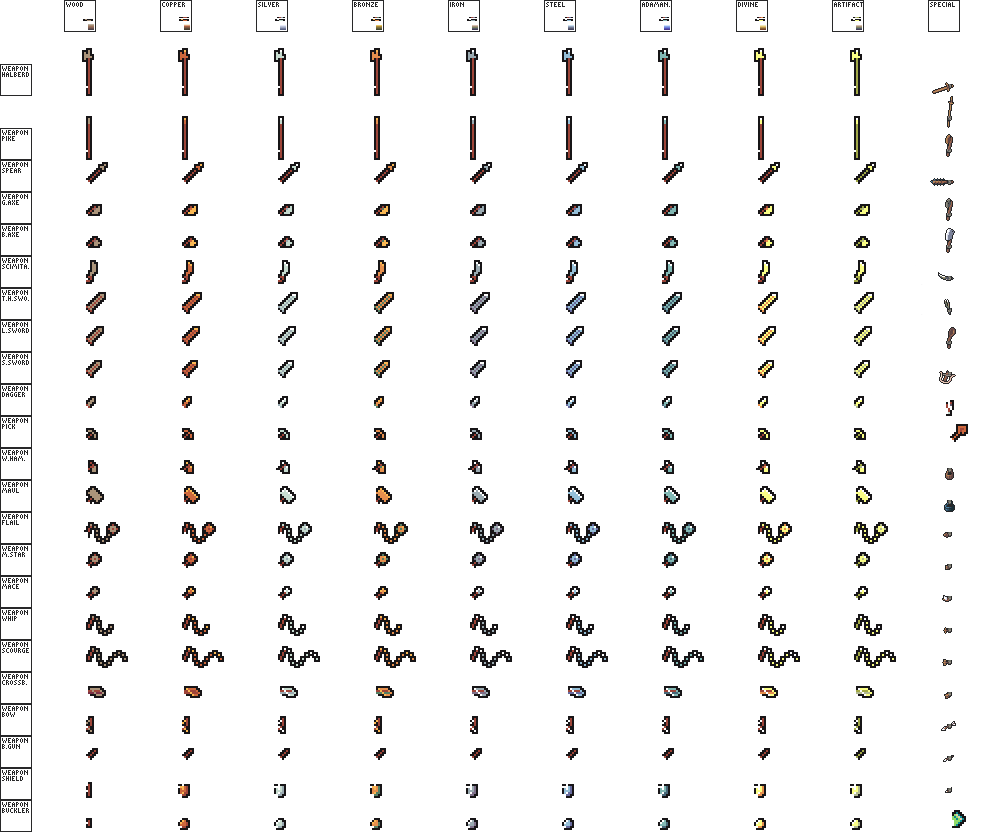 WOOD COPPER SILVER BRONZE IRON STEEL ADAMAN. DIVINE ARTIFACT SPECIAL
WEAPON
HALBERD
WEAPON
PIKE
WEAPON
SPEAR
WEAPON
G.AXE
WEAPON
B.AXE
WEAPON
SCIMITA.
WEAPON
T.H.SWO.
WEAPON
L.SWORD
WEAPON
S.SWORD
WEAPON
DAGGER
WEAPON
PICK
WEAPON
W.HAM.
WEAPON
MAUL
WEAPON
FLAIL
WEAPON
M.STAR
WEAPON
MACE
WEAPON
WHIP
WEAPON
SCOURGE
WEAPON
CROSSB.
WEAPON
BOW
WEAPON
B.GUN
WEAPON
SHIELD
WEAPON
BUCKLER